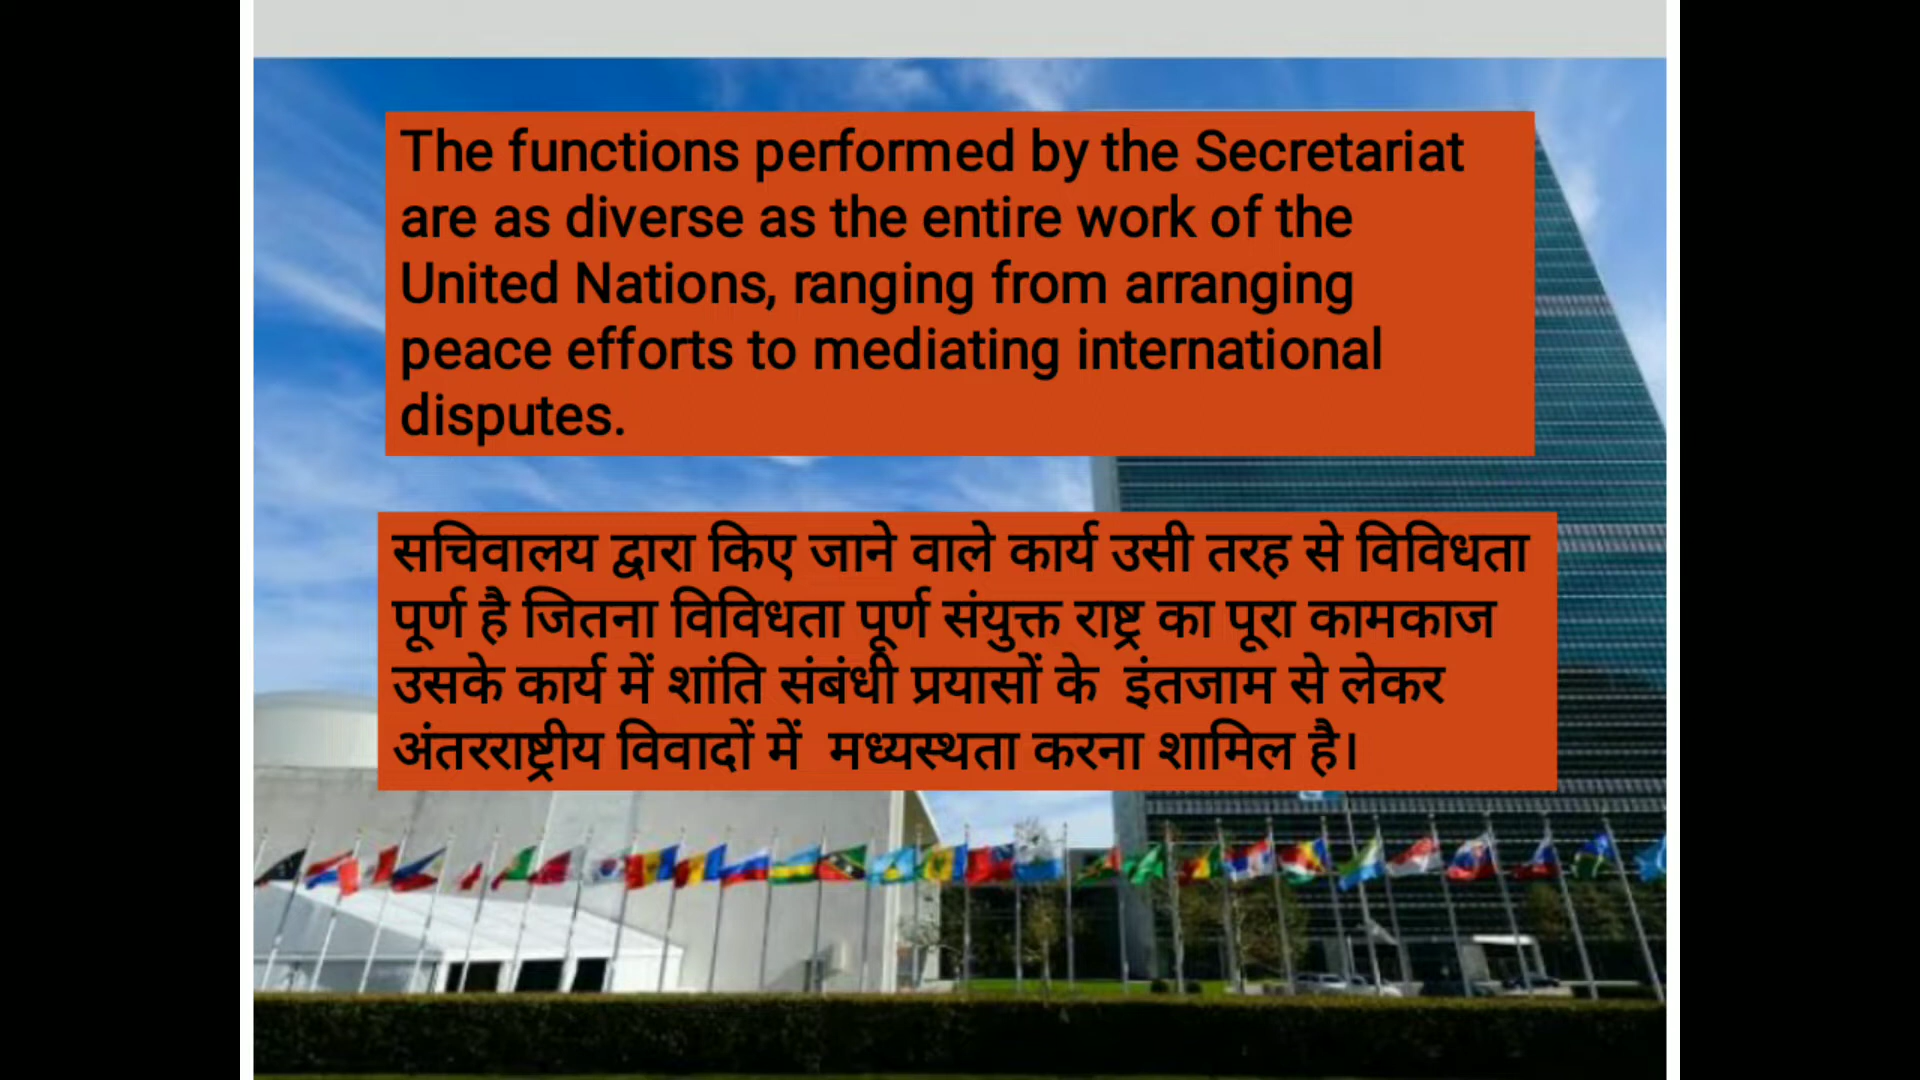 The functions performed by the Secretariat
are as diverse as the entire work of the
United Nations, ranging from arranging
peace efforts to mediating international
disputes.
सचिवालय द्वारा किए जाने वाले कार्य उसी तरह से विविधता
पूर्ण है जितना विविधता पूर्ण संयुक्त राष्ट्र का पूरा कामकाज
उसके कार्य में शांति संबंधी प्रयासों के इंतजाम से लेकर
अंतरराष्ट्रीय विवादों में मध्यस्थता करना शामिल है।